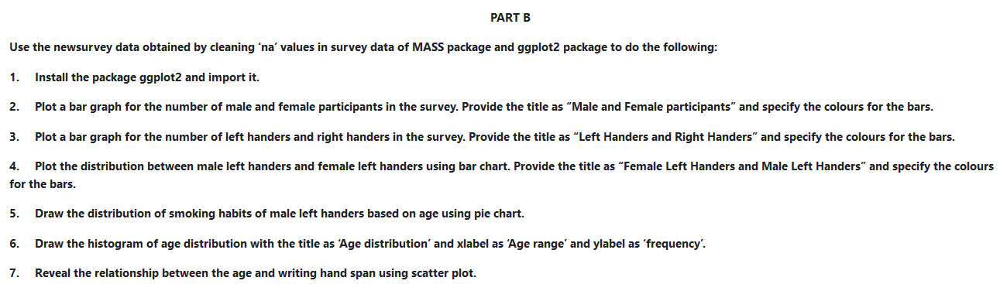 PART B
Use the newsurvey data obtained by cleaning ‘na’ values in survey data of MASS package and ggplot2 package to do the following:
1. Install the package ggplot2 and import it.
2. Plot a bar graph for the number of male and female participants in the survey. Provide the title as “Male and Female participants” and specify the colours for the bars.
3. Plot a bar graph for the number of left handers and right handers in the survey. Provide the title as “Left Handers and Right Handers” and specify the colours for the bars.
4. Plot the distribution between male left handers and female left handers using bar chart. Provide the title as “Female Left Handers and Male Left Handers” and specify the colours
for the bars.
5. Draw the distribution of smoking habits of male left handers based on age using pie chart.
6. Draw the histogram of age distribution with the title as ‘Age distribution’ and xlabel as ‘Age range’ and ylabel as ‘frequency’.
7. Reveal the relationship between the age and writing hand span using scatter plot.